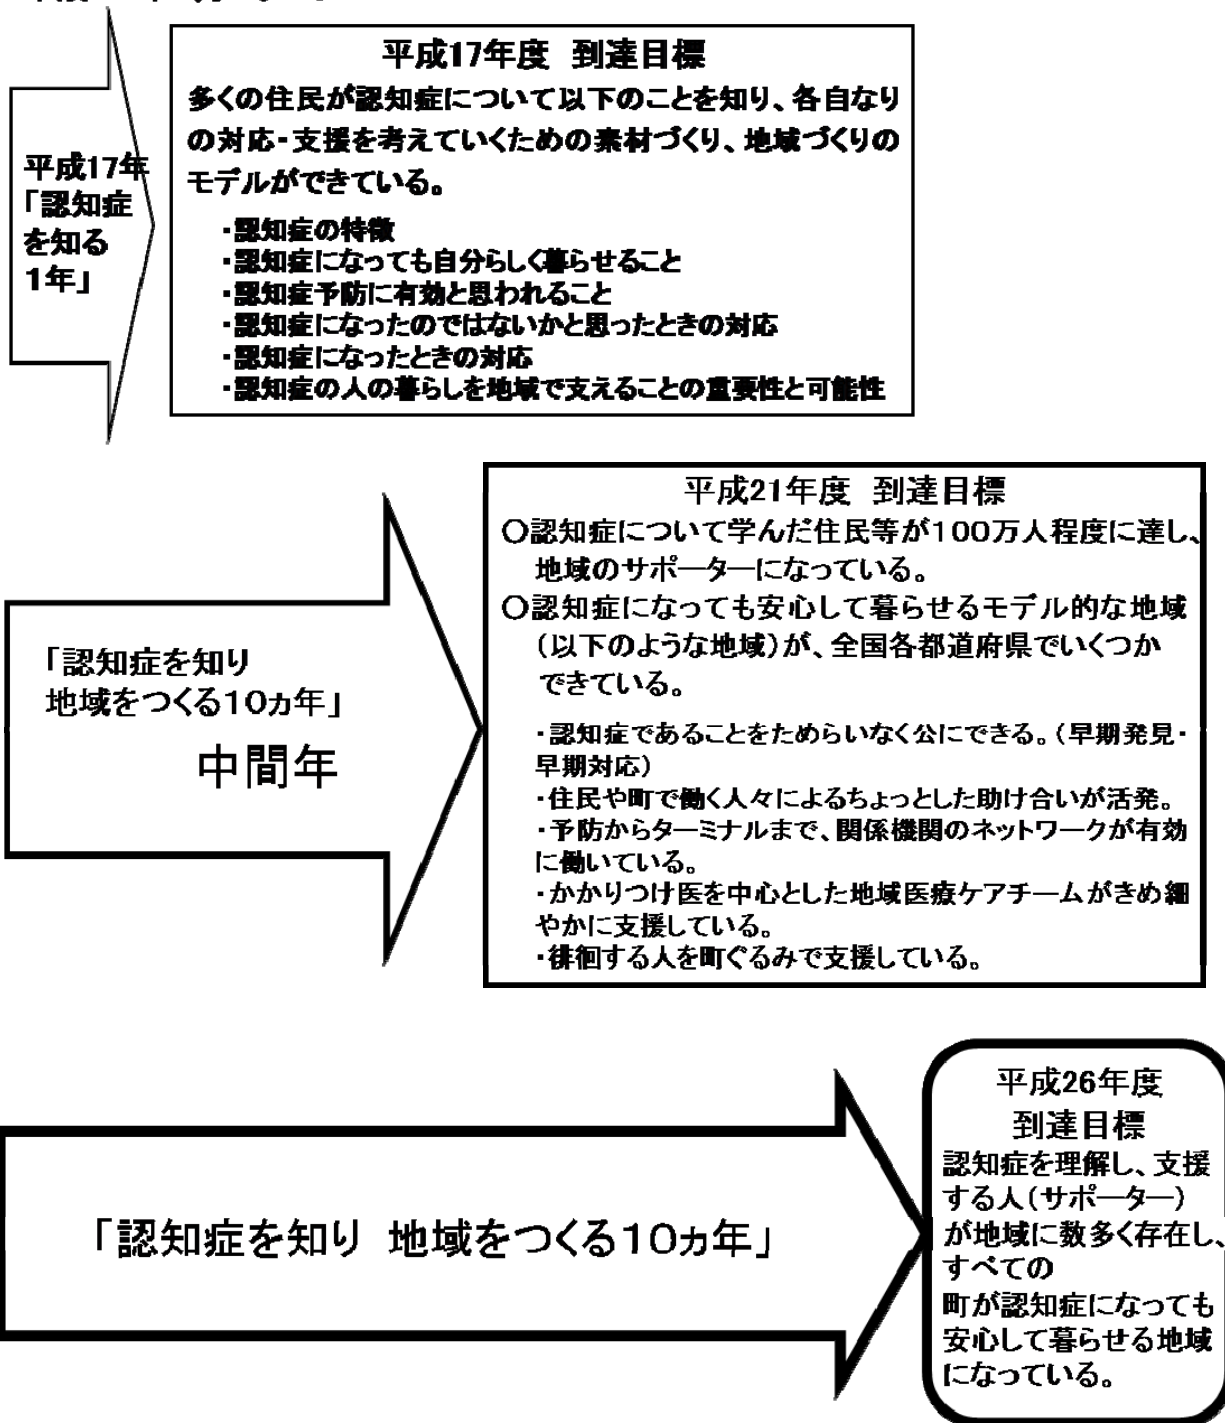 平成17年
「認知症
を知る
1年」
平成17年度 到達目標
多くの住民が認知症について以下のことを知り、各自なり
の対応・支援を考えていくための素材づくり、地域づくりの
モデルができている。
・認知症の特徴
・認知症になっても自分らしく暮らせること
・認知症予防に有効と思われること
・認知症になったのではないかと思ったときの対応
・認知症になったときの対応
・認知症の人の暮らしを地域で支えることの重要性と可能性
「認知症を知り
地域をつくる10ヵ年」
中間年
平成21年度 到達目標
○認知症について学んだ住民等が100万人程度に達し、
地域のサポーターになっている。
○認知症になっても安心して暮らせるモデル的な地域
(以下のような地域)が、全国各都道府県でいくつか
できている。
・認知症であることをためらいなく公にできる。(早期発見・
早期対応)
・住民や町で働く人々によるちょっとした助け合いが活発。
・予防からターミナルまで、関係機関のネットワークが有効
に働いている。
・かかりつけ医を中心とした地域医療ケアチームがきめ細
やかに支援している。
・徘徊する人を町ぐるみで支援している。
「認知症を知り 地域をつくる10ヵ年」
平成26年度
到達目標
認知症を理解し、支援
する人(サポーター)
が地域に数多く存在し、
すべての
町が認知症になっても
安心して暮らせる地域
になっている。